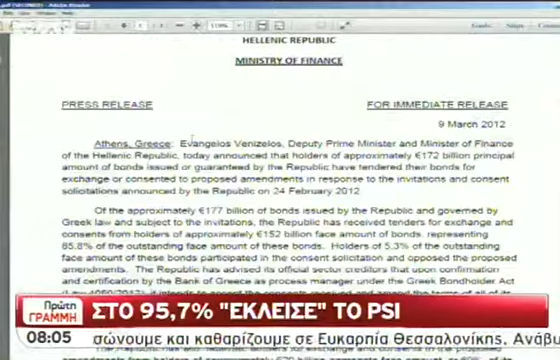 HELLENIC REPUBLIC
MINISTRY OF FINANCE
PRESS RELEASE
FOR IMMEDIATE RELEASE
9 March 2012
Athens, Greece: Evangelos Venizelos, Deputy Prime Minister and Minister of Finance
of the Hellenic Republic, today announced that holders of approximately €172 billion principal
amount of bonds issued or guaranteed by the Republic have tendered their bonds for
exchange or consented to proposed amendments in response to the invitations and consent
solicitations announced by the Republic on 24 February 2012
Of the approximately €177 billion of bonds issued by the Republic and governed by
Greek law and subject to the invitations, the Republic has received tenders for exchange and
consents from holders of approximately €152 billion face amount of bonds, representing
85.8% of the outstanding face amount of these bonds. Holders of 5.3% of the outstanding
face amount of these bonds participated in the consent solicitation and opposed the proposed
amendments. The Republic has advised its official sector creditors that upon confirmation
and certification by the Bank of Greece as process manager under the Greek Bondholder Act
Πρώτη
ΓΡΑΜΜΗ
ΣΤΟ 95,7% "ΕΚΛΕΙΣΕ" ΤΟ PSI
08:05
σώνουμε και καθαρίζουμε σε Ευκαρπία Θεσσαλονίκης, Ανάβ